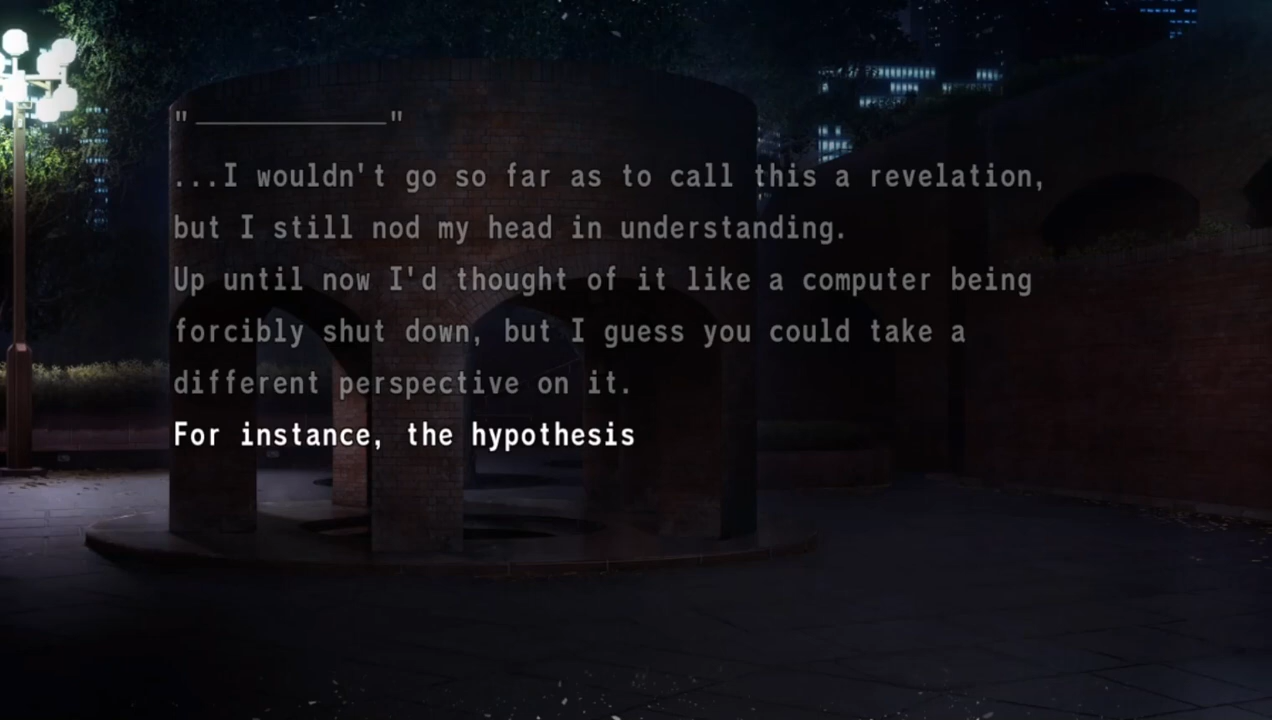 "____________"
...I wouldn't go so far as to call this a revelation,
but I still nod my head in understanding.
Up until now I'd thought of it like a computer being
forcibly shut down, but I guess you could take a
different perspective on it.
For instance, the hypothesis